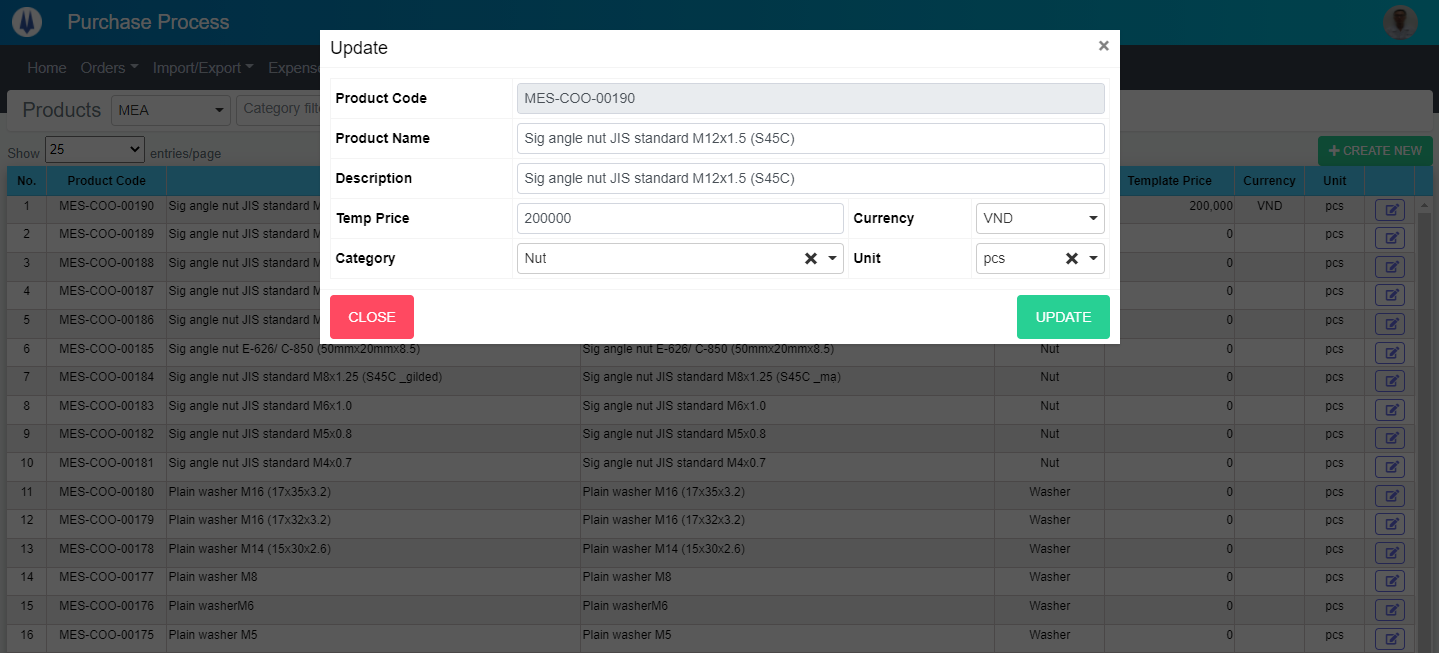 Purchase Process
Update
×
Home Orders Import/Export Expens
Products MEA Category filt
Show 25 entries/page
+ CREATE NEW
Product Code MES-COO-00190
Product Name Sig angle nut JIS standard M12x1.5 (S45C)
Description Sig angle nut JIS standard M12x1.5 (S45C)
Temp Price 200000 Currency VND
Category Nut Unit pcs
CLOSE UPDATE
No. Product Code Template Price Currency Unit
1 MES-COO-00190 Sig angle nut JIS standard M 200,000 VND pcs
2 MES-COO-00189 Sig angle nut JIS standard M 0 pcs
3 MES-COO-00188 Sig angle nut JIS standard M 0 pcs
4 MES-COO-00187 Sig angle nut JIS standard M 0 pcs
5 MES-COO-00186 Sig angle nut JIS standard M 0 pcs
6 MES-COO-00185 Sig angle nut E-626/ C-850 (50mmx20mmx8.5) Sig angle nut E-626/ C-850 (50mmx20mmx8.5) Nut 0 pcs
7 MES-COO-00184 Sig angle nut JIS standard M8x1.25 (S45C _gilded) Sig angle nut JIS standard M8x1.25 (S45C _ma) Nut 0 pcs
8 MES-COO-00183 Sig angle nut JIS standard M6x1.0 Sig angle nut JIS standard M6x1.0 Nut 0 pcs
9 MES-COO-00182 Sig angle nut JIS standard M5x0.8 Sig angle nut JIS standard M5x0.8 Nut 0 pcs
10 MES-COO-00181 Sig angle nut JIS standard M4x0.7 Sig angle nut JIS standard M4x0.7 Nut 0 pcs
11 MES-COO-00180 Plain washer M16 (17x35x3.2) Plain washer M16 (17x35x3.2) Washer 0 pcs
12 MES-COO-00179 Plain washer M16 (17x32x3.2) Plain washer M16 (17x32x3.2) Washer 0 pcs
13 MES-COO-00178 Plain washer M14 (15x30x2.6) Plain washer M14 (15x30x2.6) Washer 0 pcs
14 MES-COO-00177 Plain washer M8 Plain washer M8 Washer 0 pcs
15 MES-COO-00176 Plain washerM6 Plain washerM6 Washer 0 pcs
16 MES-COO-00175 Plain washer M5 Plain washer M5 Washer 0 pcs